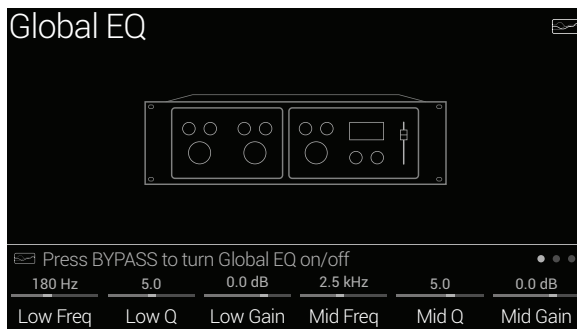 Global EQ
Press BYPASS to turn Global EQ on/off
180 Hz 5.0 0.0 dB 2.5 kHz 5.0 0.0 dB
Low Freq Low Q Low Gain Mid Freq Mid Q Mid Gain